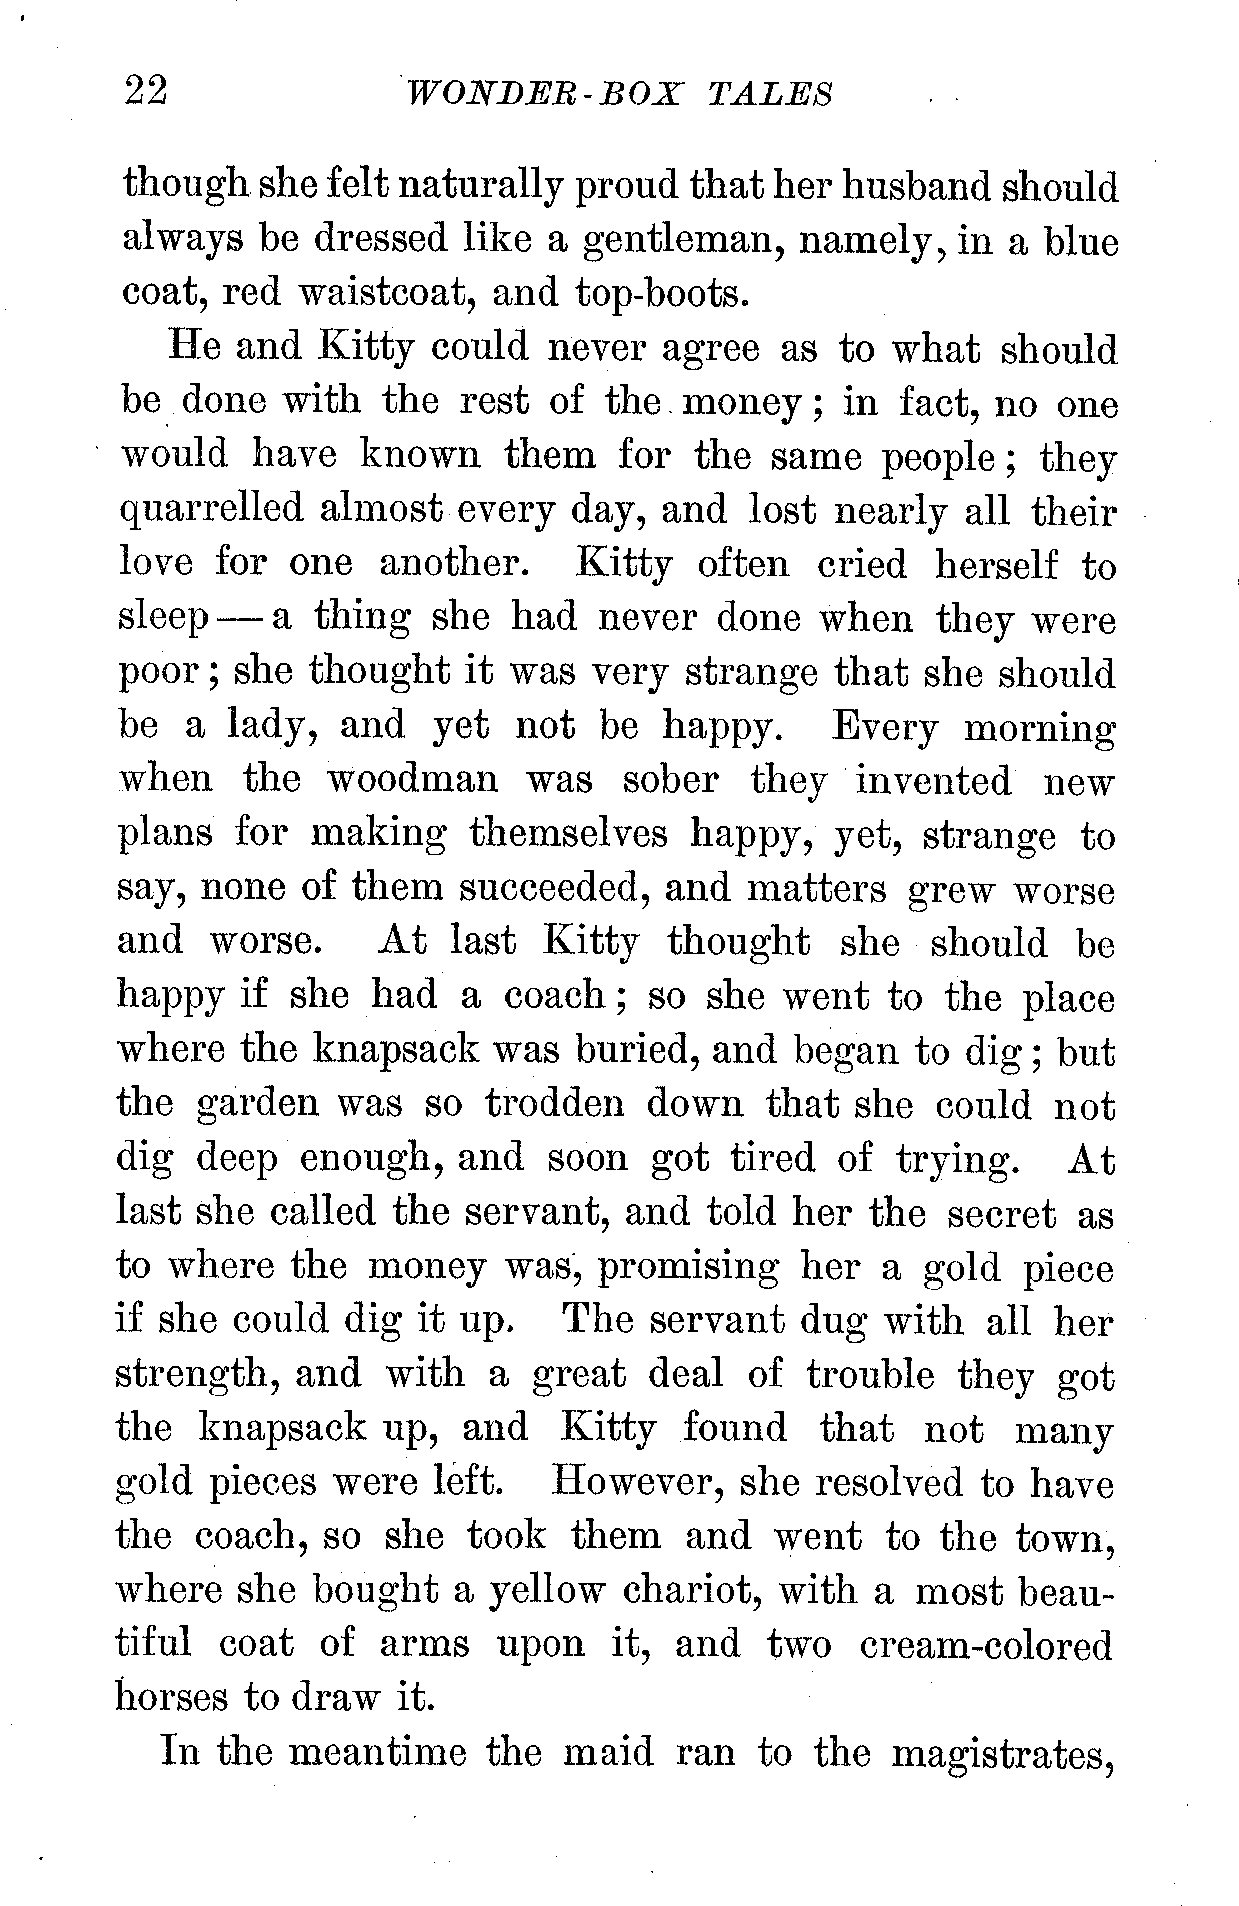 22 WONDER-BOX TALES
though she felt naturally proud that her husband should
always be dressed like a gentleman, namely, in a blue
coat, red waistcoat, and top-boots.
He and Kitty could never agree as to what should
be done with the rest of the money; in fact, no one
would have known them for the same people; they
quarrelled almost every day, and lost nearly all their
love for one another. Kitty often cried herself to
sleep — a thing she had never done when they were
poor; she thought it was very strange that she should
be a lady, and yet not be happy. Every morning
when the woodman was sober they invented new
plans for making themselves happy, yet, strange to
say, none of them succeeded, and matters grew worse
and worse. At last Kitty thought she should be
happy if she had a coach; so she went to the place
where the knapsack was buried, and began to dig; but
the garden was so trodden down that she could not
dig deep enough, and soon got tired of trying. At
last she called the servant, and told her the secret as
to where the money was, promising her a gold piece
if she could dig it up. The servant dug with all her
strength, and with a great deal of trouble they got
the knapsack up, and Kitty found that not many
gold pieces were left. However, she resolved to have
the coach, so she took them and went to the town,
where she bought a yellow chariot, with a most beau-
tiful coat of arms upon it, and two cream-colored
horses to draw it.
In the meantime the maid ran to the magistrates,